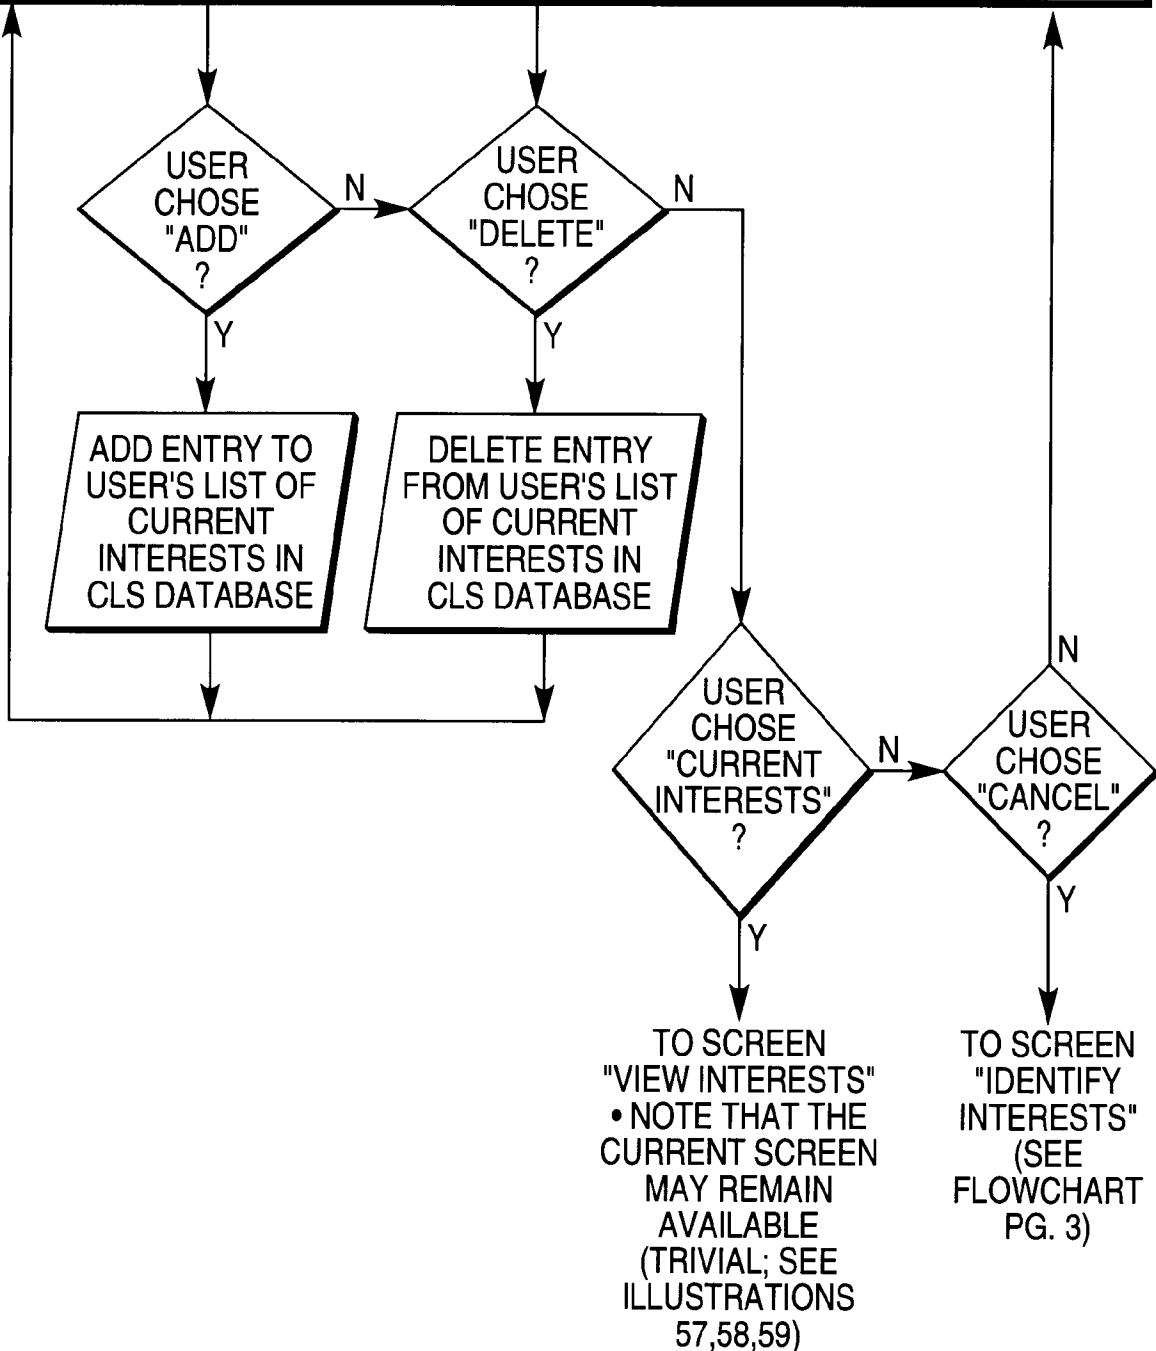 USER
CHOSE
"ADD"
?
N
Y
USER
CHOSE
"DELETE"
?
N
Y
ADD ENTRY TO
USER'S LIST OF
CURRENT
INTERESTS IN
CLS DATABASE
DELETE ENTRY
FROM USER'S LIST
OF CURRENT
INTERESTS IN
CLS DATABASE
USER
CHOSE
"CURRENT
INTERESTS"
?
N
Y
USER
CHOSE
"CANCEL"
?
N
Y
TO SCREEN
"VIEW INTERESTS"
• NOTE THAT THE
CURRENT SCREEN
MAY REMAIN
AVAILABLE
(TRIVIAL; SEE
ILLUSTRATIONS
57,58,59)
TO SCREEN
"IDENTIFY
INTERESTS"
(SEE
FLOWCHART
PG. 3)